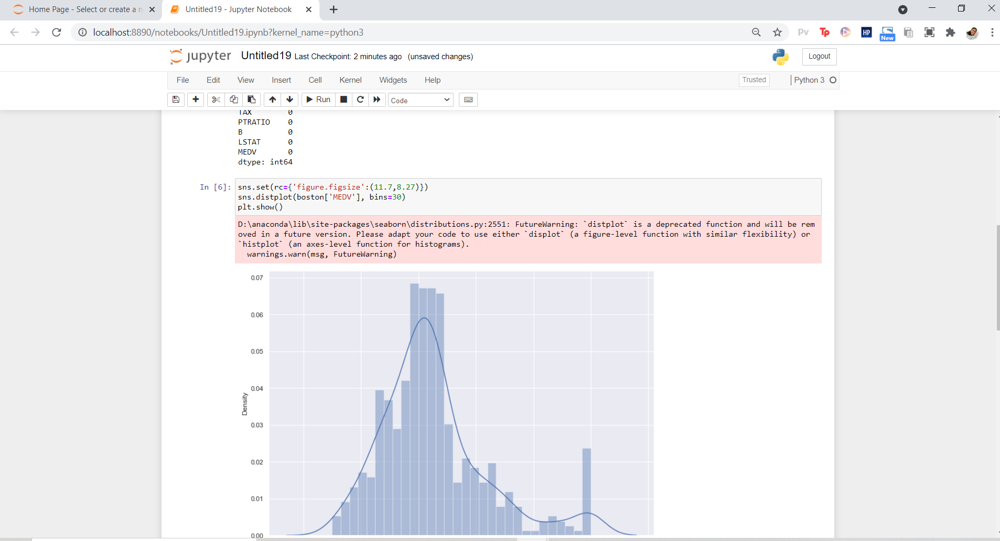 Home Page - Select or create a n
Untitled19 - Jupyter Notebook
localhost:8890/notebooks/Untitled19.ipynb?kernel_name=python3
Pv
Tp
HP
New
jupyter Untitled19 Last Checkpoint: 2 minutes ago (unsaved changes)
Logout
File Edit View Insert Cell Kernel Widgets Help
Trusted
Python 3
Run
Code
TAX 0
PTRATIO 0
B 0
LSTAT 0
MEDV 0
dtype: int64
In [6]:
sns.set(rc={'figure.figsize':(11.7,8.27)})
sns.distplot(boston['MEDV'], bins=30)
plt.show()
D:\anaconda\lib\site-packages\seaborn\distributions.py:2551: FutureWarning: `distplot` is a deprecated function and will be rem
oved in a future version. Please adapt your code to use either `displot` (a figure-level function with similar flexibility) or
`histplot` (an axes-level function for histograms).
warnings.warn(msg, FutureWarning)
0.07
0.06
0.05
0.04
Density
0.03
0.02
0.01
0.00